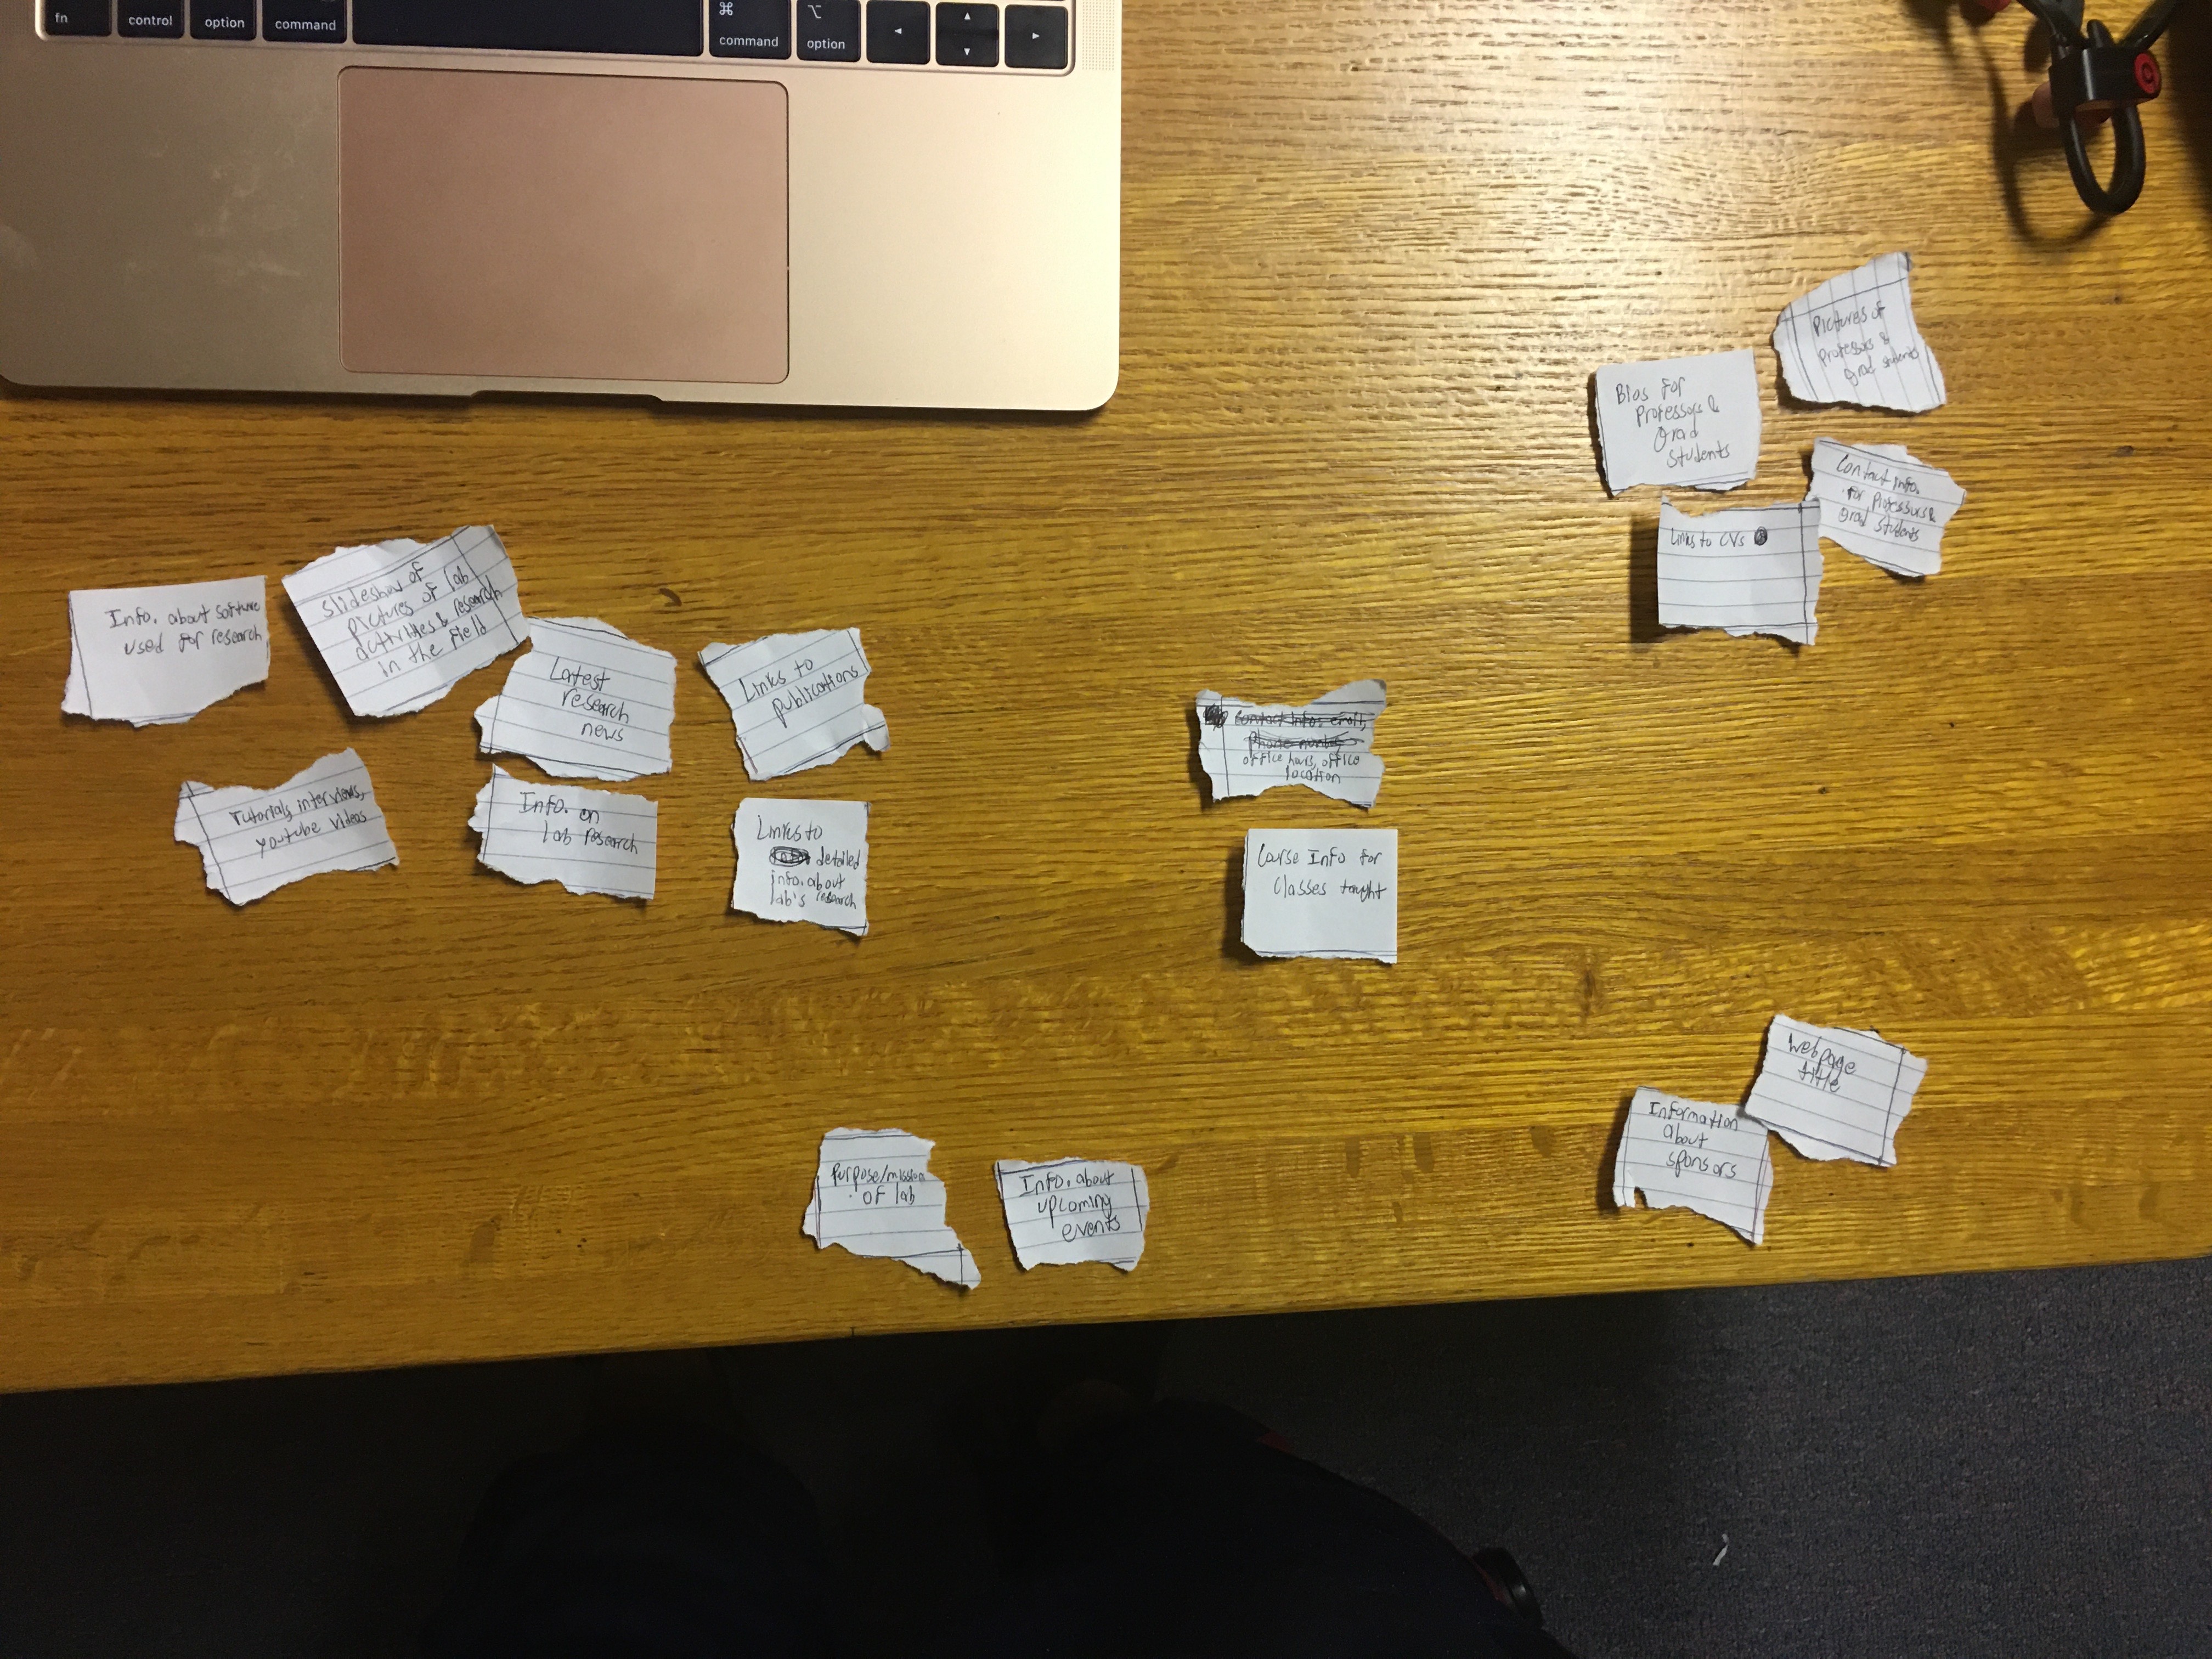 fn
control
option
command
⌘
command
⌥
option
Pictures of
Professors &
grad students
Bios for
Professors &
Grad
Students
Contact info.
for Professors &
grad students
Links to CVs
Info. about software
used for research
Slideshow of
pictures of lab
activities & research
in the field
Latest
research
news
Links to
publications
Tutorials, interviews,
youtube videos
Info. on
lab research
Links to
detailed
info. about
lab's research
Contact Info: email,
Phone number,
office hours, office
location
Course Info for
Classes taught
Purpose/mission
of lab
Info. about
upcoming
events
Information
about
sponsors
Webpage
title